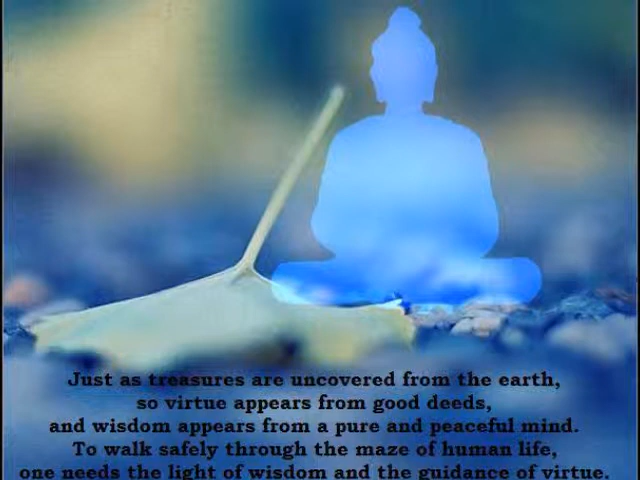 Just as treasures are uncovered from the earth,
so virtue appears from good deeds,
and wisdom appears from a pure and peaceful mind.
To walk safely through the maze of human life,
one needs the light of wisdom and the guidance of virtue.